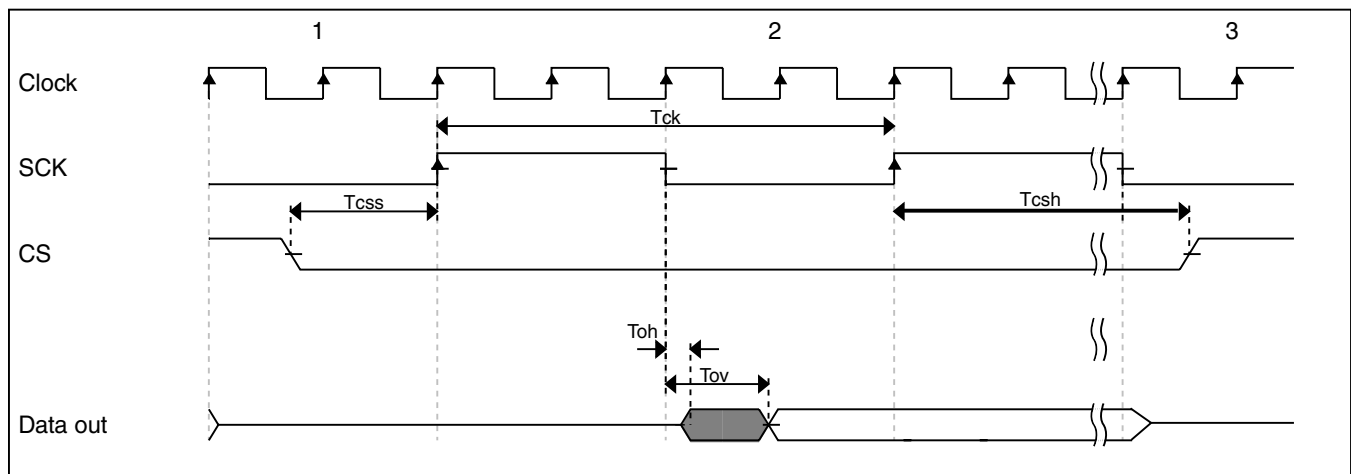 1 2 3
Clock
Tck
SCK
Tcss Tcsh
CS
Toh
Tov
Data out